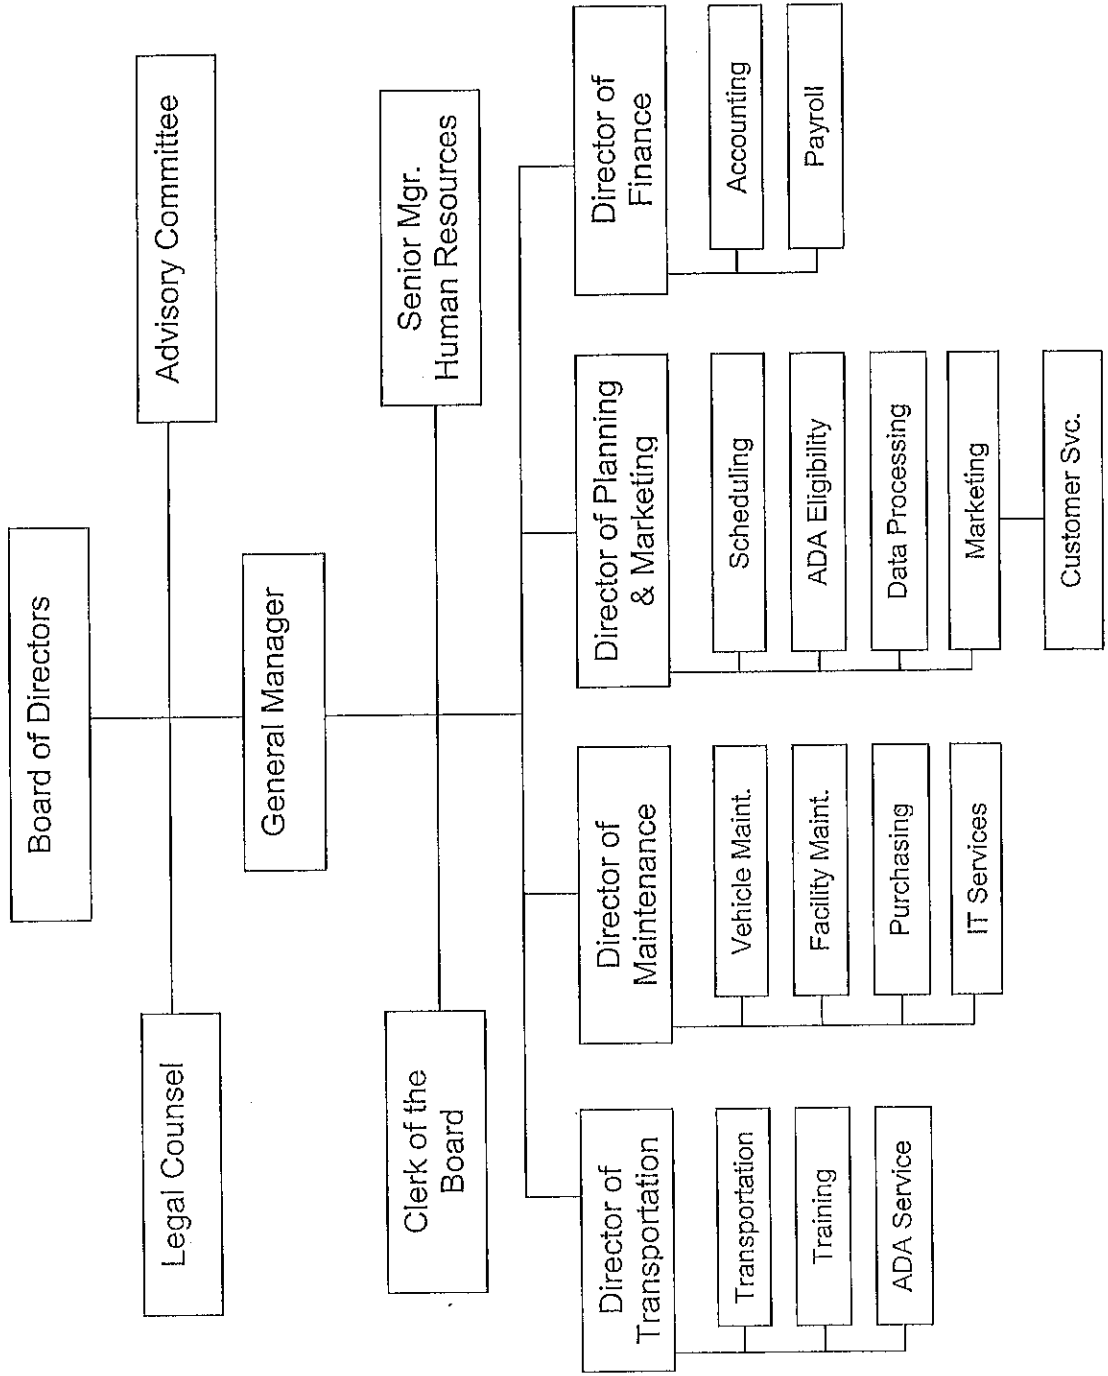 Board of Directors
Legal Counsel
Advisory Committee
General Manager
Clerk of the
Board
Senior Mgr.
Human Resources
Director of
Transportation
Transportation
Training
ADA Service
Director of
Maintenance
Vehicle Maint.
Facility Maint.
Purchasing
IT Services
Director of Planning
& Marketing
Scheduling
ADA Eligibility
Data Processing
Marketing
Customer Svc.
Director of
Finance
Accounting
Payroll